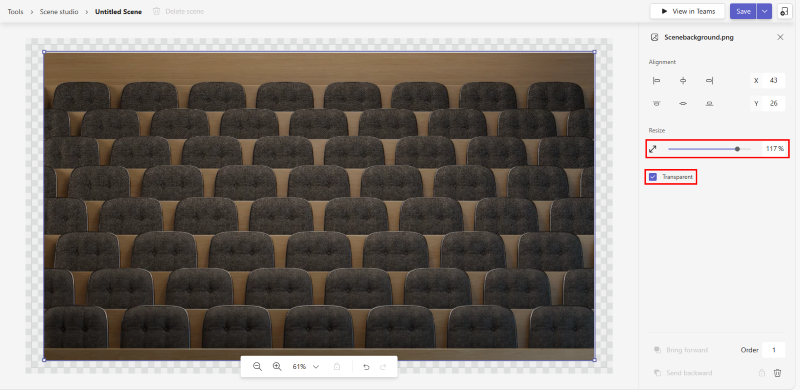 Tools > Scene studio > Untitled Scene Delete scene View in Teams Save
Scenebackground.png
Alignment
X 43
Y 26
Resize
117 %
Transparent
61%
Bring forward Order 1
Send backward